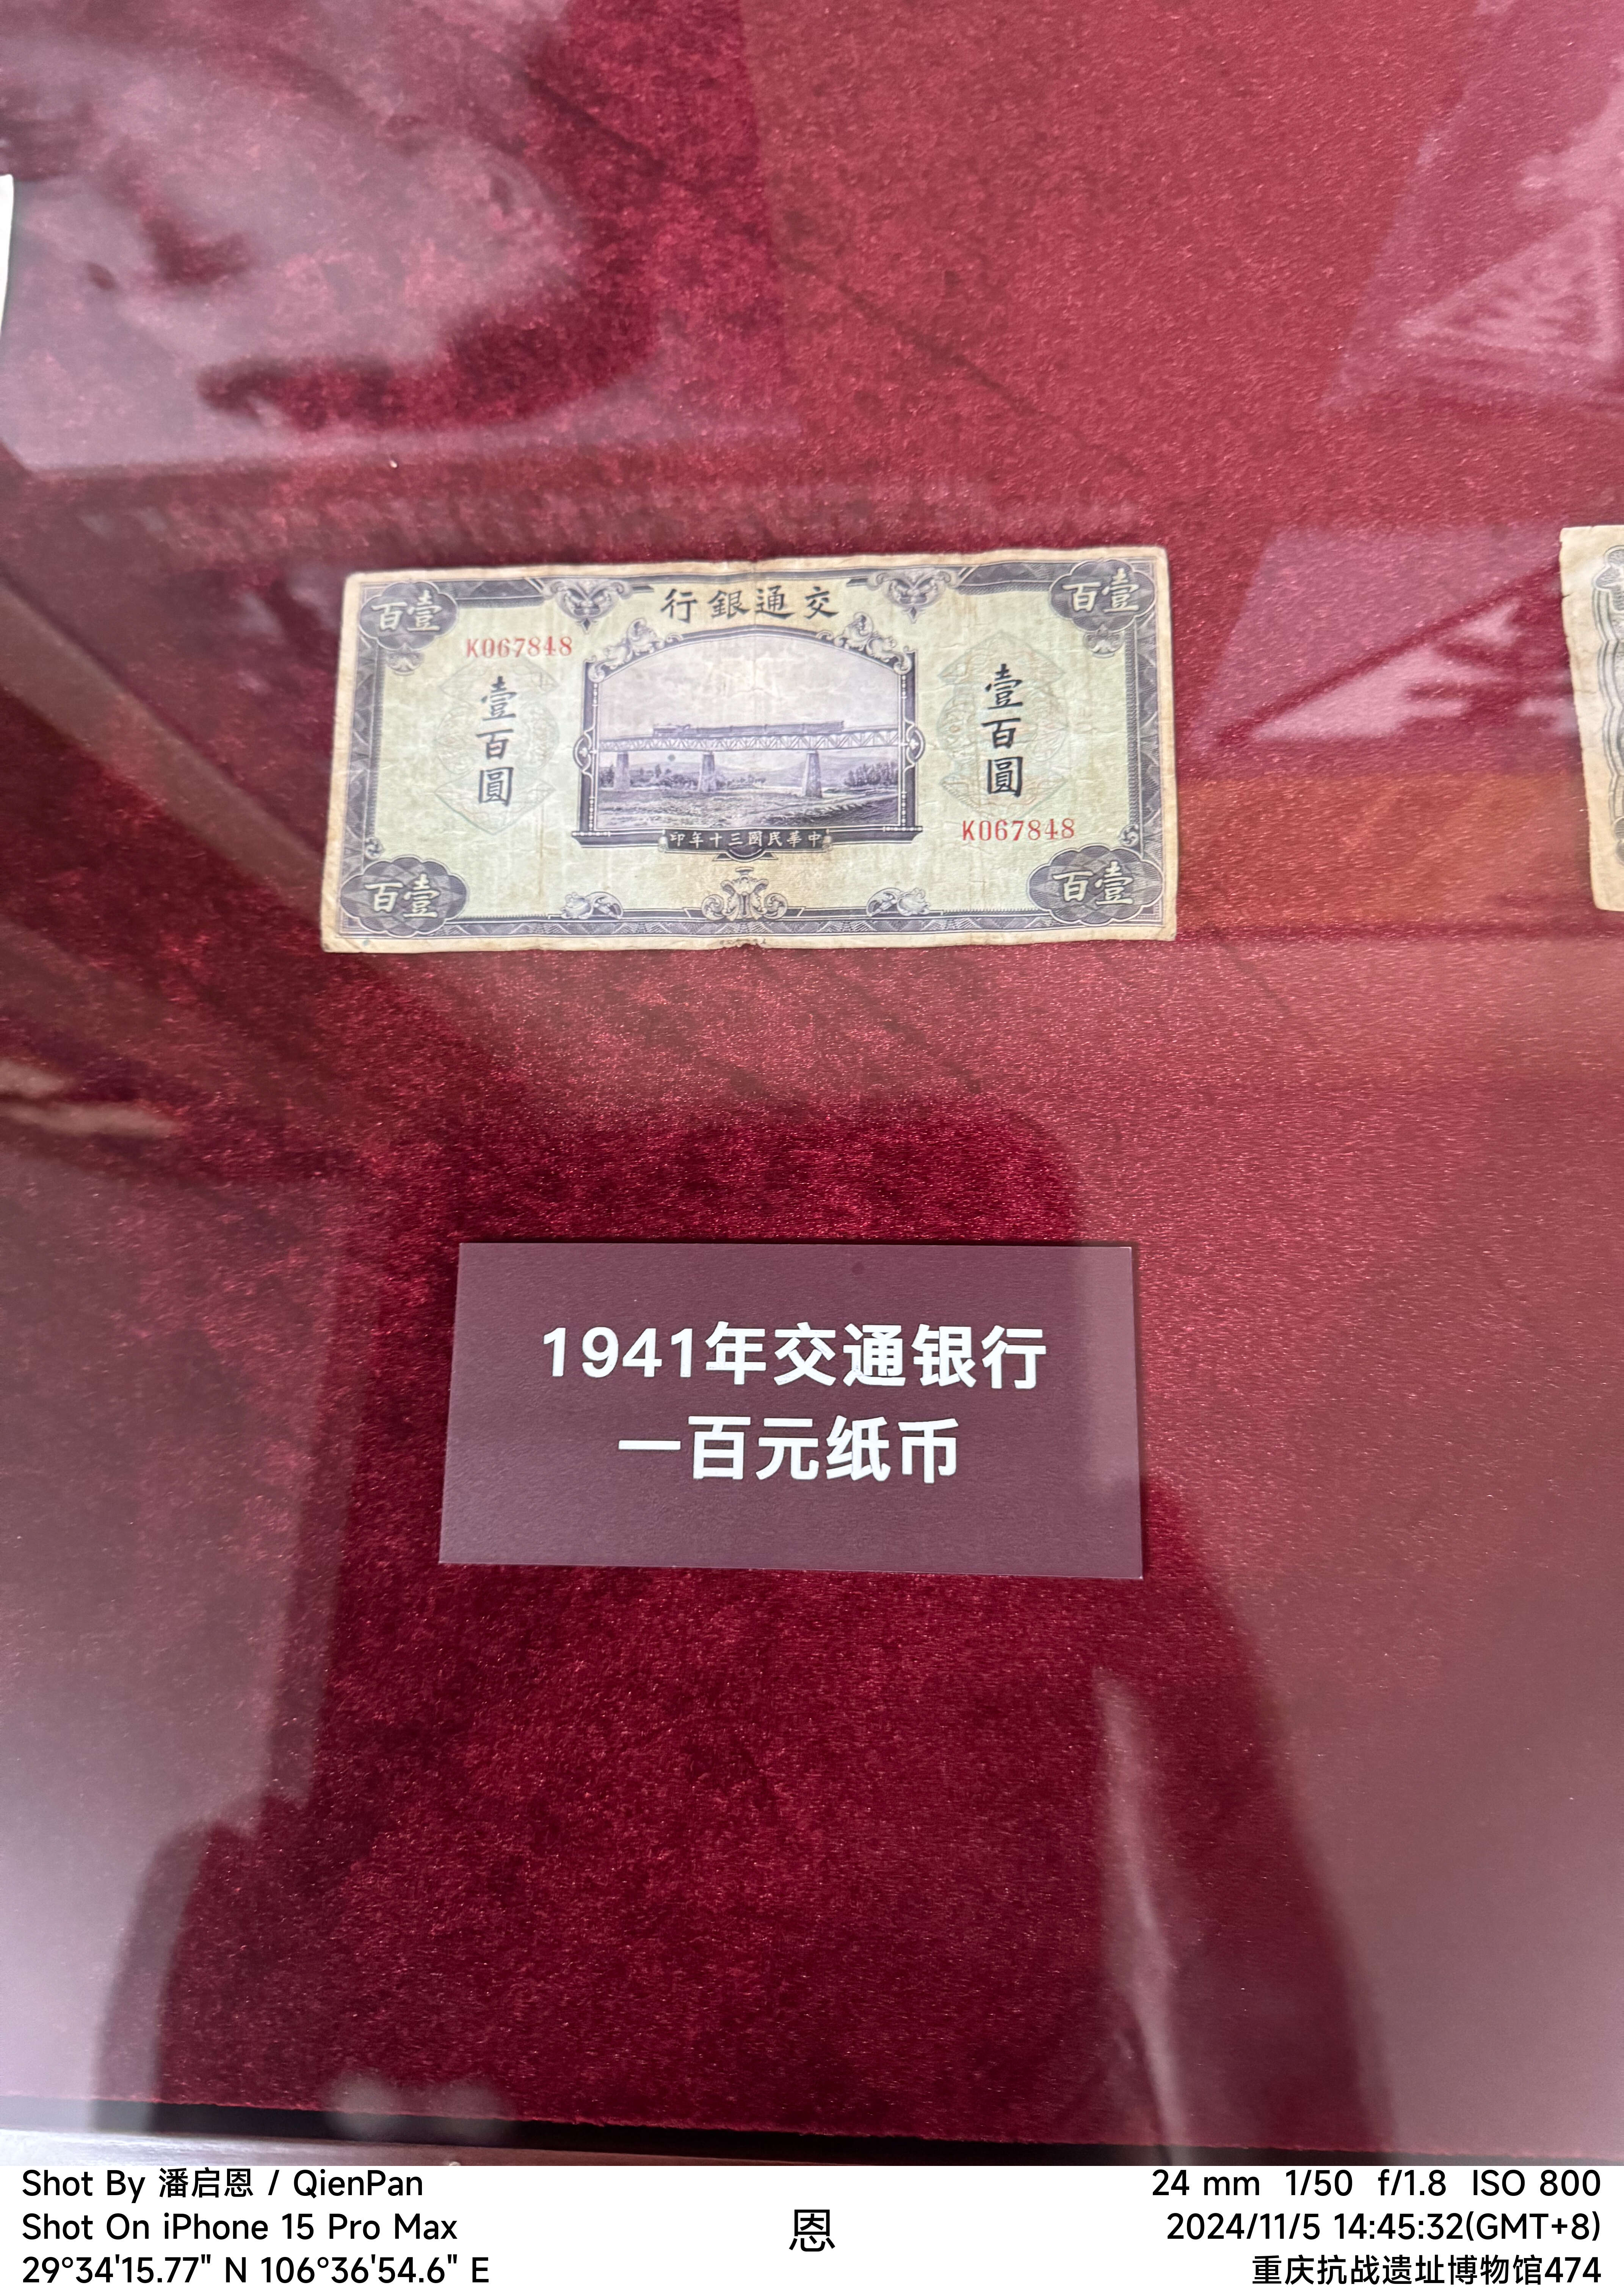 行銀通交
百壹
百壹
K067848
壹百圓
壹百圓
K067848
印年十三國民華中
百壹
百壹
1941年交通银行
一百元纸币
Shot By 潘启恩 / QienPan
Shot On iPhone 15 Pro Max
29°34'15.77" N 106°36'54.6" E
恩
24 mm 1/50 f/1.8 ISO 800
2024/11/5 14:45:32(GMT+8)
重庆抗战遗址博物馆474